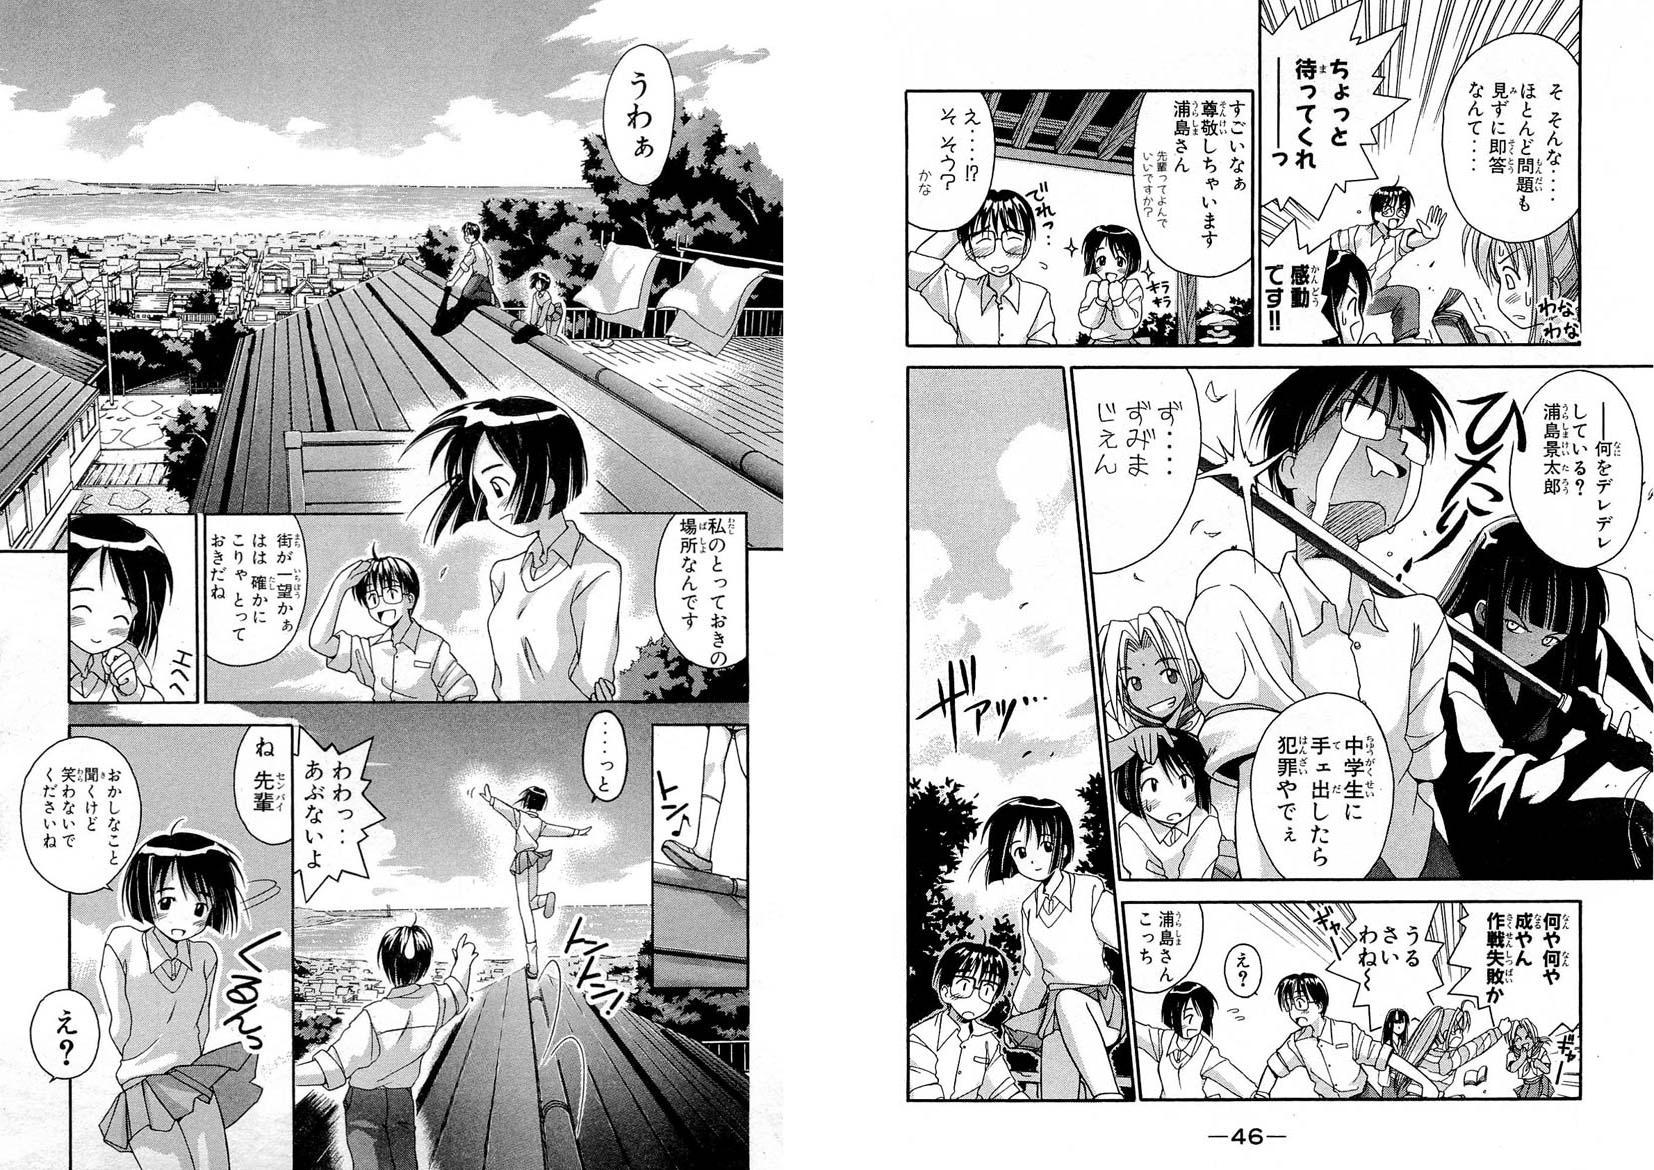 そ そんな‥‥
ほとんど問題も
見ずに即答
なんて‥‥
わなわな
ちょっと
待ってくれ
――――っ
感動
です!!
すごいなぁ
尊敬しちゃいます
浦島さん
先輩ってよんで
いいですか?
キラキラ
え‥‥!?
そ そう?
かな
でれっ‥
――何をデレデレ
している?
浦島景太郎
ひたり‥
ず‥‥
ずみま
じぇん
中学生に
手ェ出したら
犯罪やでぇ
ザァッ…
何や何や
成やん
作戦失敗か
ギャー
うる
さい
わね～
ギャー
え?
浦島さん
こっち
―46―
うわぁ
私のとっておきの
場所なんです
街が一望かぁ
はは 確かに
こりゃ とって
おきだね
トン♪
‥‥っと
トントン!
わわっ‥
あぶないよ
ね 先輩
センパイ
おかしなこと
聞くけど
笑わないで
くださいね
くるんっ
え?